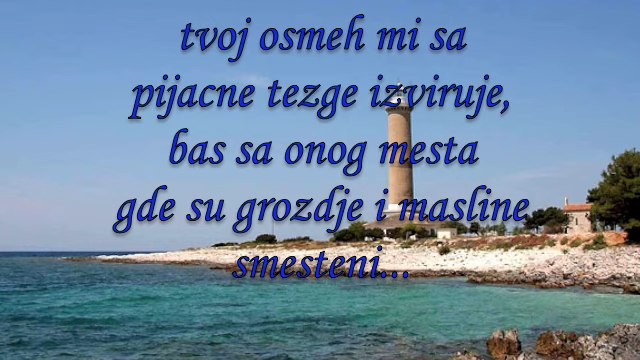 tvoj osmeh mi sa
pijacne tezge izviruje,
bas sa onog mesta
gde su grozdje i masline
smesteni...